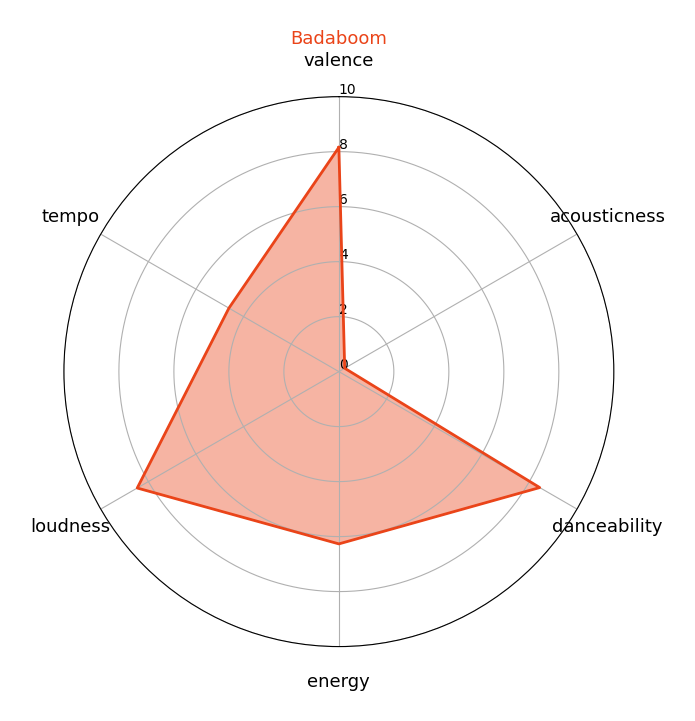 Badaboom
valence
10
8
6
4
2
0
tempo
acousticness
loudness
danceability
energy